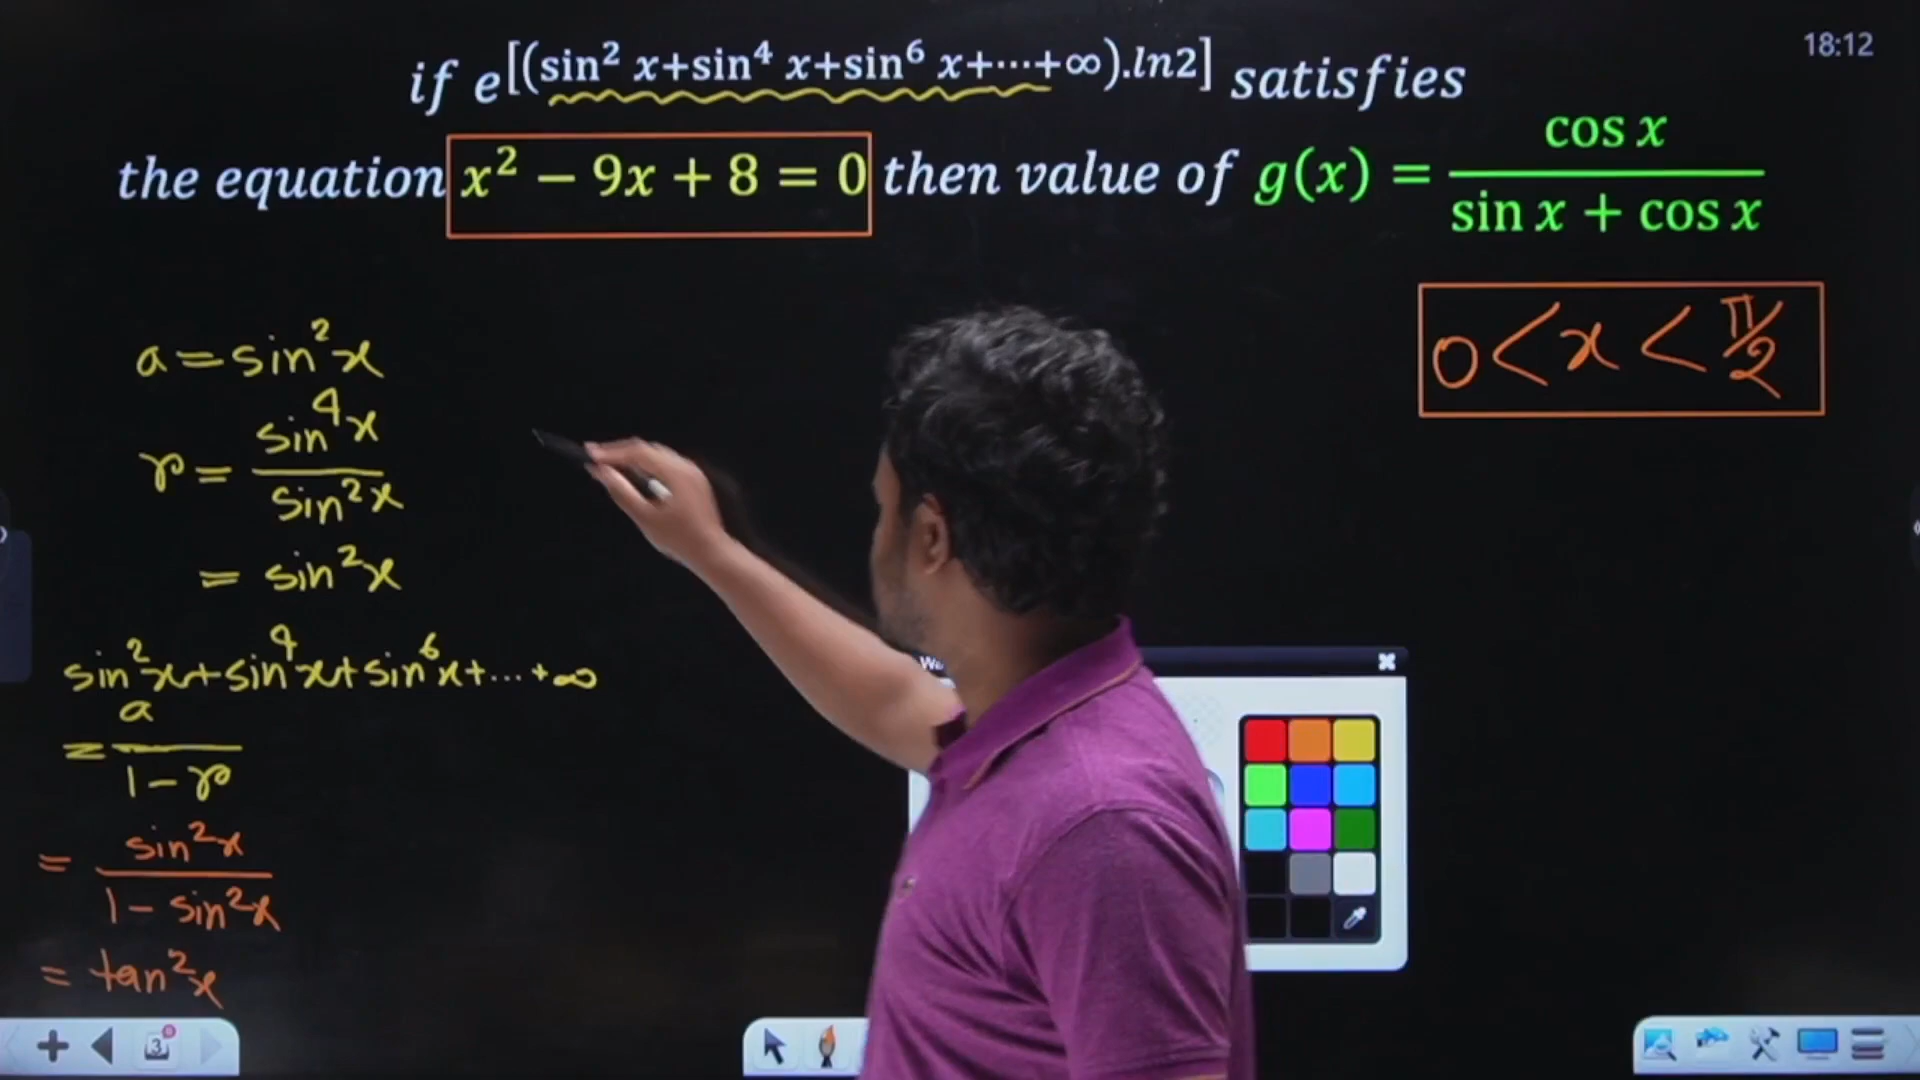 18:12
if e^[(sin² x+sin⁴ x+sin⁶ x+⋯+∞).ln2] satisfies
the equation x² − 9x + 8 = 0 then value of g(x) = cos x / (sin x + cos x)
0 < x < π/2
a = sin²x
r = sin⁴x / sin²x
= sin²x
sin²x + sin⁴x + sin⁶x + ... + ∞
= a / (1 − r)
= sin²x / (1 − sin²x)
= tan²x
3